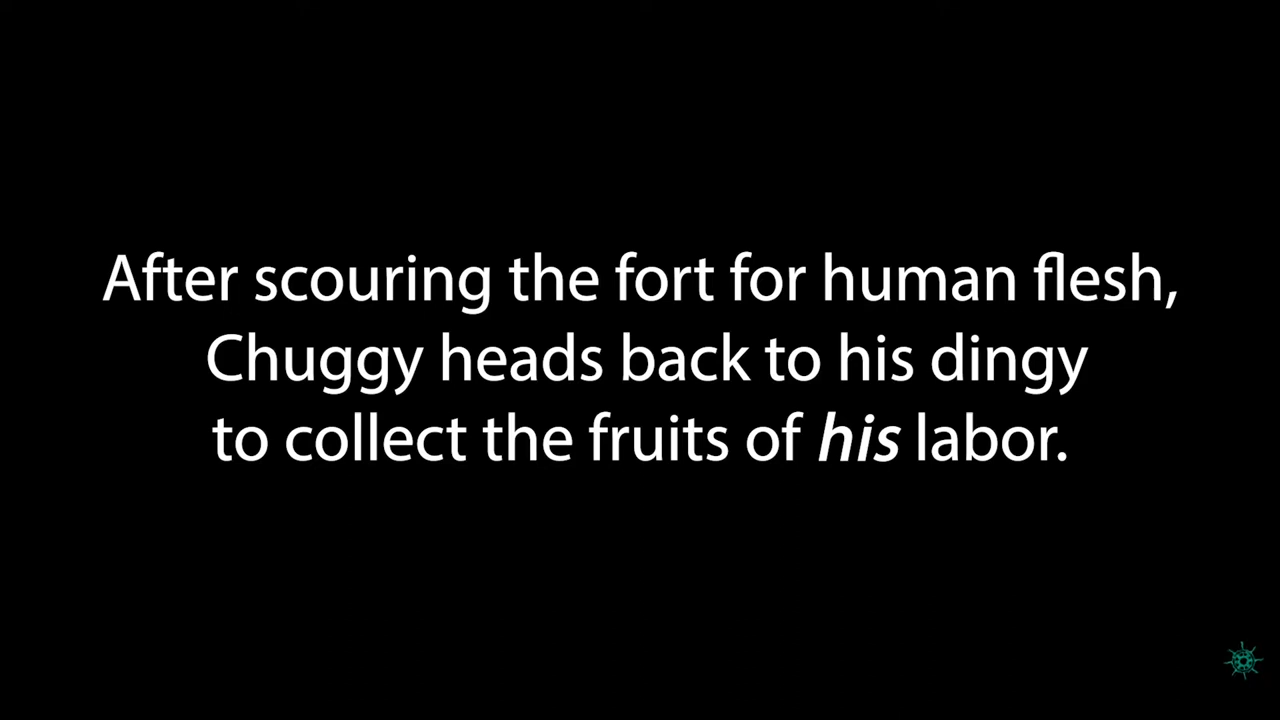 After scouring the fort for human flesh,
Chuggy heads back to his dingy
to collect the fruits of his labor.